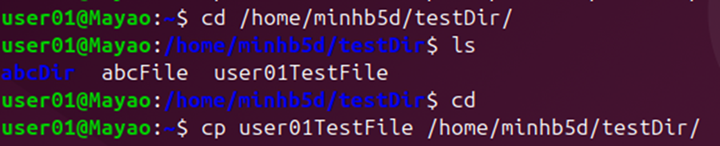 user01@Mayao:~$ cd /home/minhb5d/testDir/
user01@Mayao:/home/minhb5d/testDir$ ls
abcDir  abcFile  user01TestFile
user01@Mayao:/home/minhb5d/testDir$ cd
user01@Mayao:~$ cp user01TestFile /home/minhb5d/testDir/